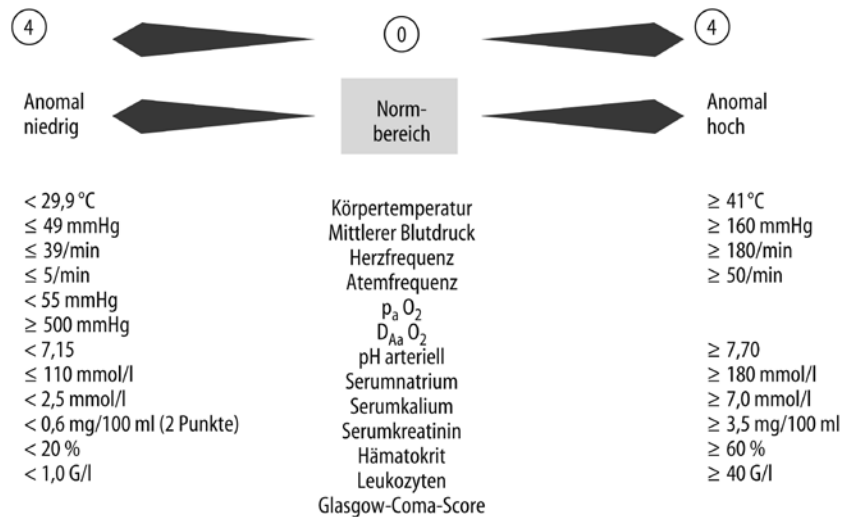 4 0 4
Anomal niedrig
Norm-
bereich
Anomal hoch
< 29,9 °C Körpertemperatur ≥ 41°C
≤ 49 mmHg Mittlerer Blutdruck ≥ 160 mmHg
≤ 39/min Herzfrequenz ≥ 180/min
≤ 5/min Atemfrequenz ≥ 50/min
< 55 mmHg pa O2
≥ 500 mmHg DAa O2
< 7,15 pH arteriell ≥ 7,70
≤ 110 mmol/l Serumnatrium ≥ 180 mmol/l
< 2,5 mmol/l Serumkalium ≥ 7,0 mmol/l
< 0,6 mg/100 ml (2 Punkte) Serumkreatinin ≥ 3,5 mg/100 ml
< 20 % Hämatokrit ≥ 60 %
< 1,0 G/l Leukozyten ≥ 40 G/l
Glasgow-Coma-Score